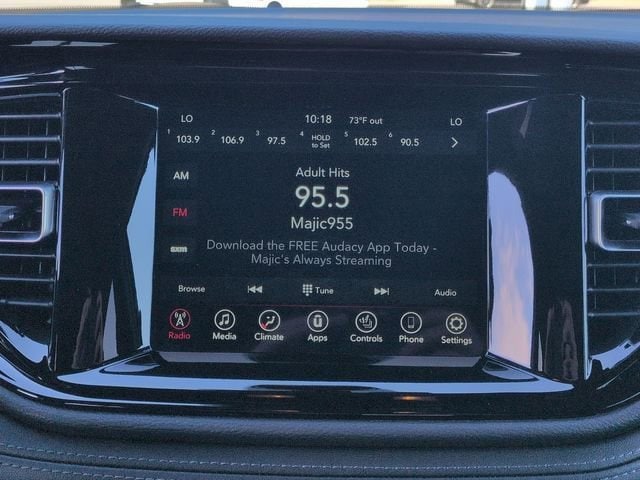 LO 10:18 73°F out LO
1 103.9 2 106.9 3 97.5 4 HOLD to Set 5 102.5 6 90.5
AM
FM
sxm
Adult Hits
95.5
Majic955
Download the FREE Audacy App Today -
Majic's Always Streaming
Browse Tune Audio
Radio Media Climate Apps Controls Phone Settings